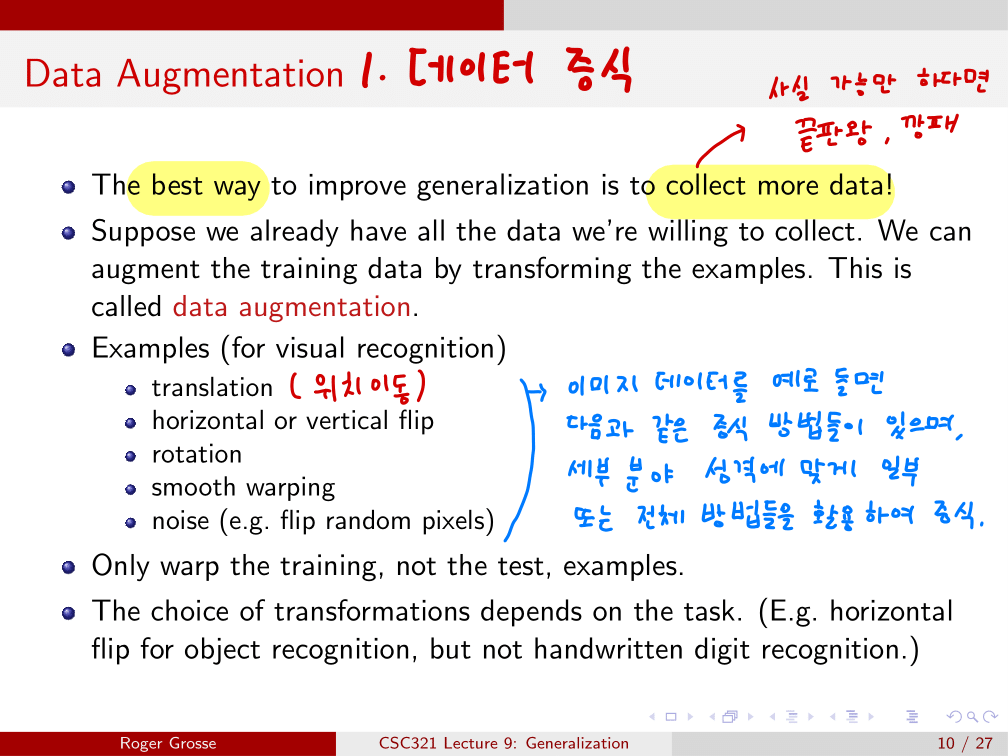 Data Augmentation 1. 데이터 증식
사실 가능만 하다면
끝판왕, 깡패
The best way to improve generalization is to collect more data!
Suppose we already have all the data we're willing to collect. We can
augment the training data by transforming the examples. This is
called data augmentation.
Examples (for visual recognition)
translation (위치이동)
horizontal or vertical flip
rotation
smooth warping
noise (e.g. flip random pixels)
이미지 데이터를 예로 들면
다음과 같은 증식 방법들이 있으며,
세부 분야 성격에 맞게 일부
또는 전체 방법들을 활용하여 증식.
Only warp the training, not the test, examples.
The choice of transformations depends on the task. (E.g. horizontal
flip for object recognition, but not handwritten digit recognition.)
Roger Grosse CSC321 Lecture 9: Generalization 10 / 27